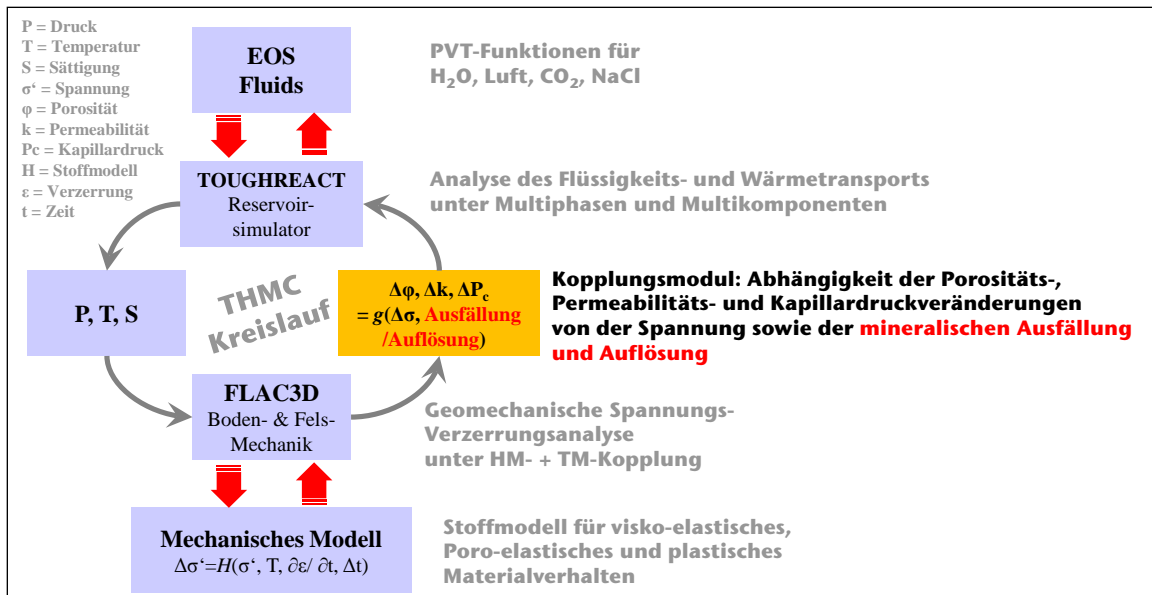 P = Druck
T = Temperatur
S = Sättigung
σ‘ = Spannung
φ = Porosität
k = Permeabilität
Pc = Kapillardruck
H = Stoffmodell
ε = Verzerrung
t = Zeit
EOS
Fluids
PVT-Funktionen für
H₂O, Luft, CO₂, NaCl
TOUGHREACT
Reservoir-
simulator
Analyse des Flüssigkeits- und Wärmetransports
unter Multiphasen und Multikomponenten
P, T, S
THMC
Kreislauf
Δφ, Δk, ΔP_c
= g(Δσ, Ausfällung
/Auflösung)
Kopplungsmodul: Abhängigkeit der Porositäts-,
Permeabilitäts- und Kapillardruckveränderungen
von der Spannung sowie der mineralischen Ausfällung
und Auflösung
FLAC3D
Boden- & Fels-
Mechanik
Geomechanische Spannungs-
Verzerrungsanalyse
unter HM- + TM-Kopplung
Mechanisches Modell
Δσ‘=H(σ‘, T, ∂ε/ ∂t, Δt)
Stoffmodell für visko-elastisches,
Poro-elastisches und plastisches
Materialverhalten